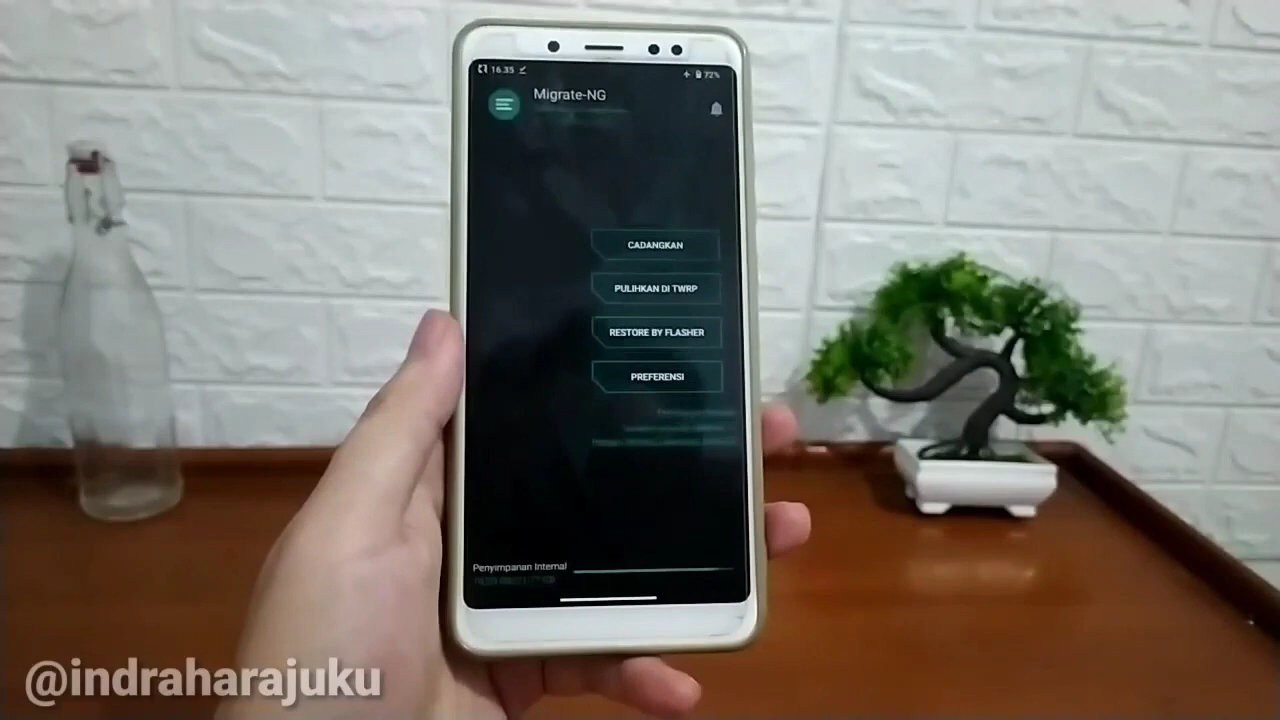 16.35
72%
Migrate-NG
CADANGKAN
PULIHKAN DI TWRP
RESTORE BY FLASHER
PREFERENSI
Penyimpanan Internal
@indraharajuku